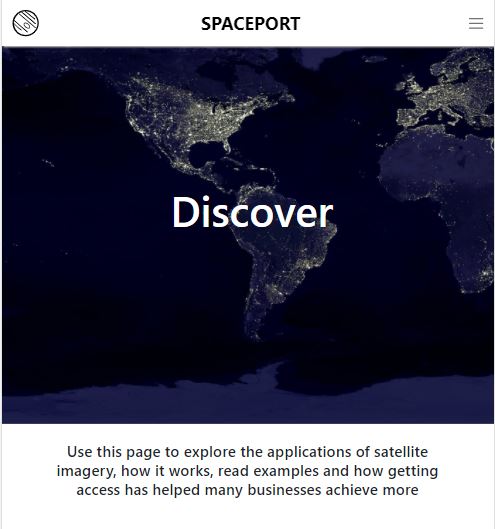 SPACEPORT
Discover
Use this page to explore the applications of satellite
imagery, how it works, read examples and how getting
access has helped many businesses achieve more